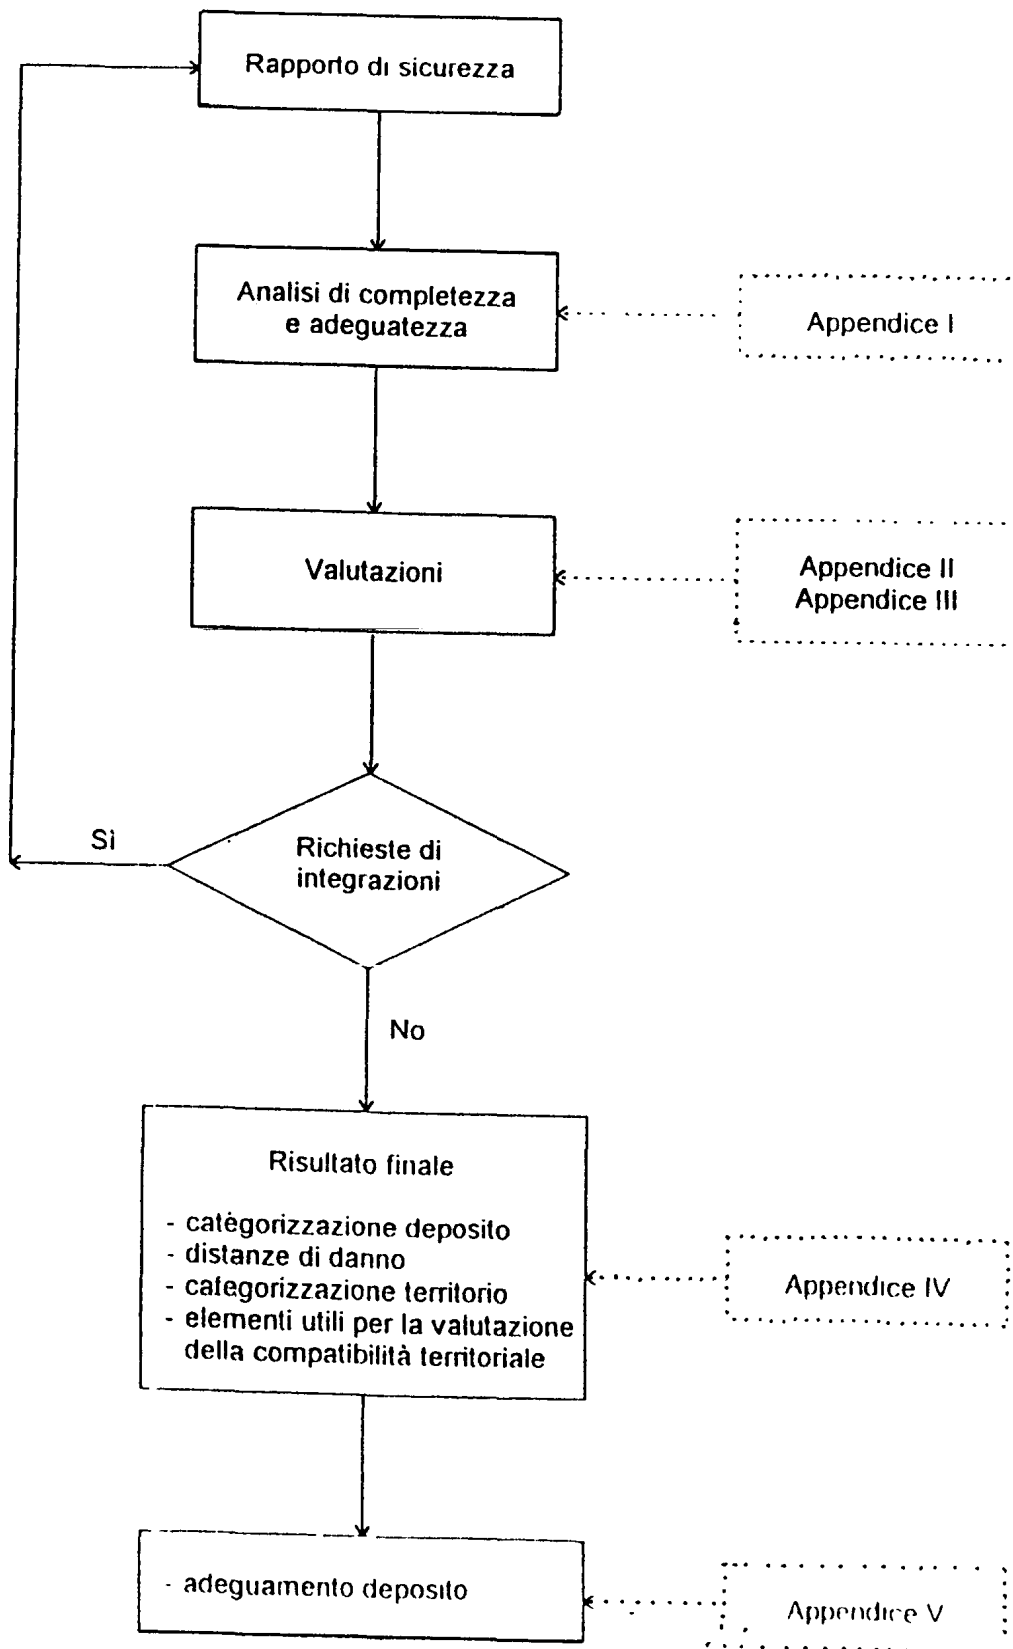 Rapporto di sicurezza
Analisi di completezza
e adeguatezza
Appendice I
Valutazioni
Appendice II
Appendice III
Sì
Richieste di
integrazioni
No
Risultato finale
- categorizzazione deposito
- distanze di danno
- categorizzazione territorio
- elementi utili per la valutazione
della compatibilità territoriale
Appendice IV
- adeguamento deposito
Appendice V